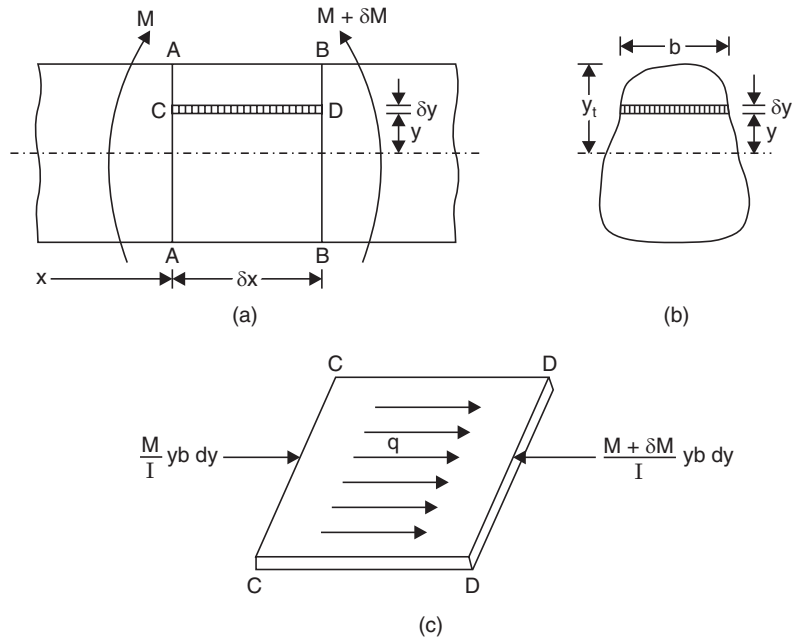 M
M + δM
A
B
C
D
δy
y
A
B
x
δx
(a)
b
y_t
δy
y
(b)
C
D
M/I yb dy
q
(M + δM)/I yb dy
C
D
(c)